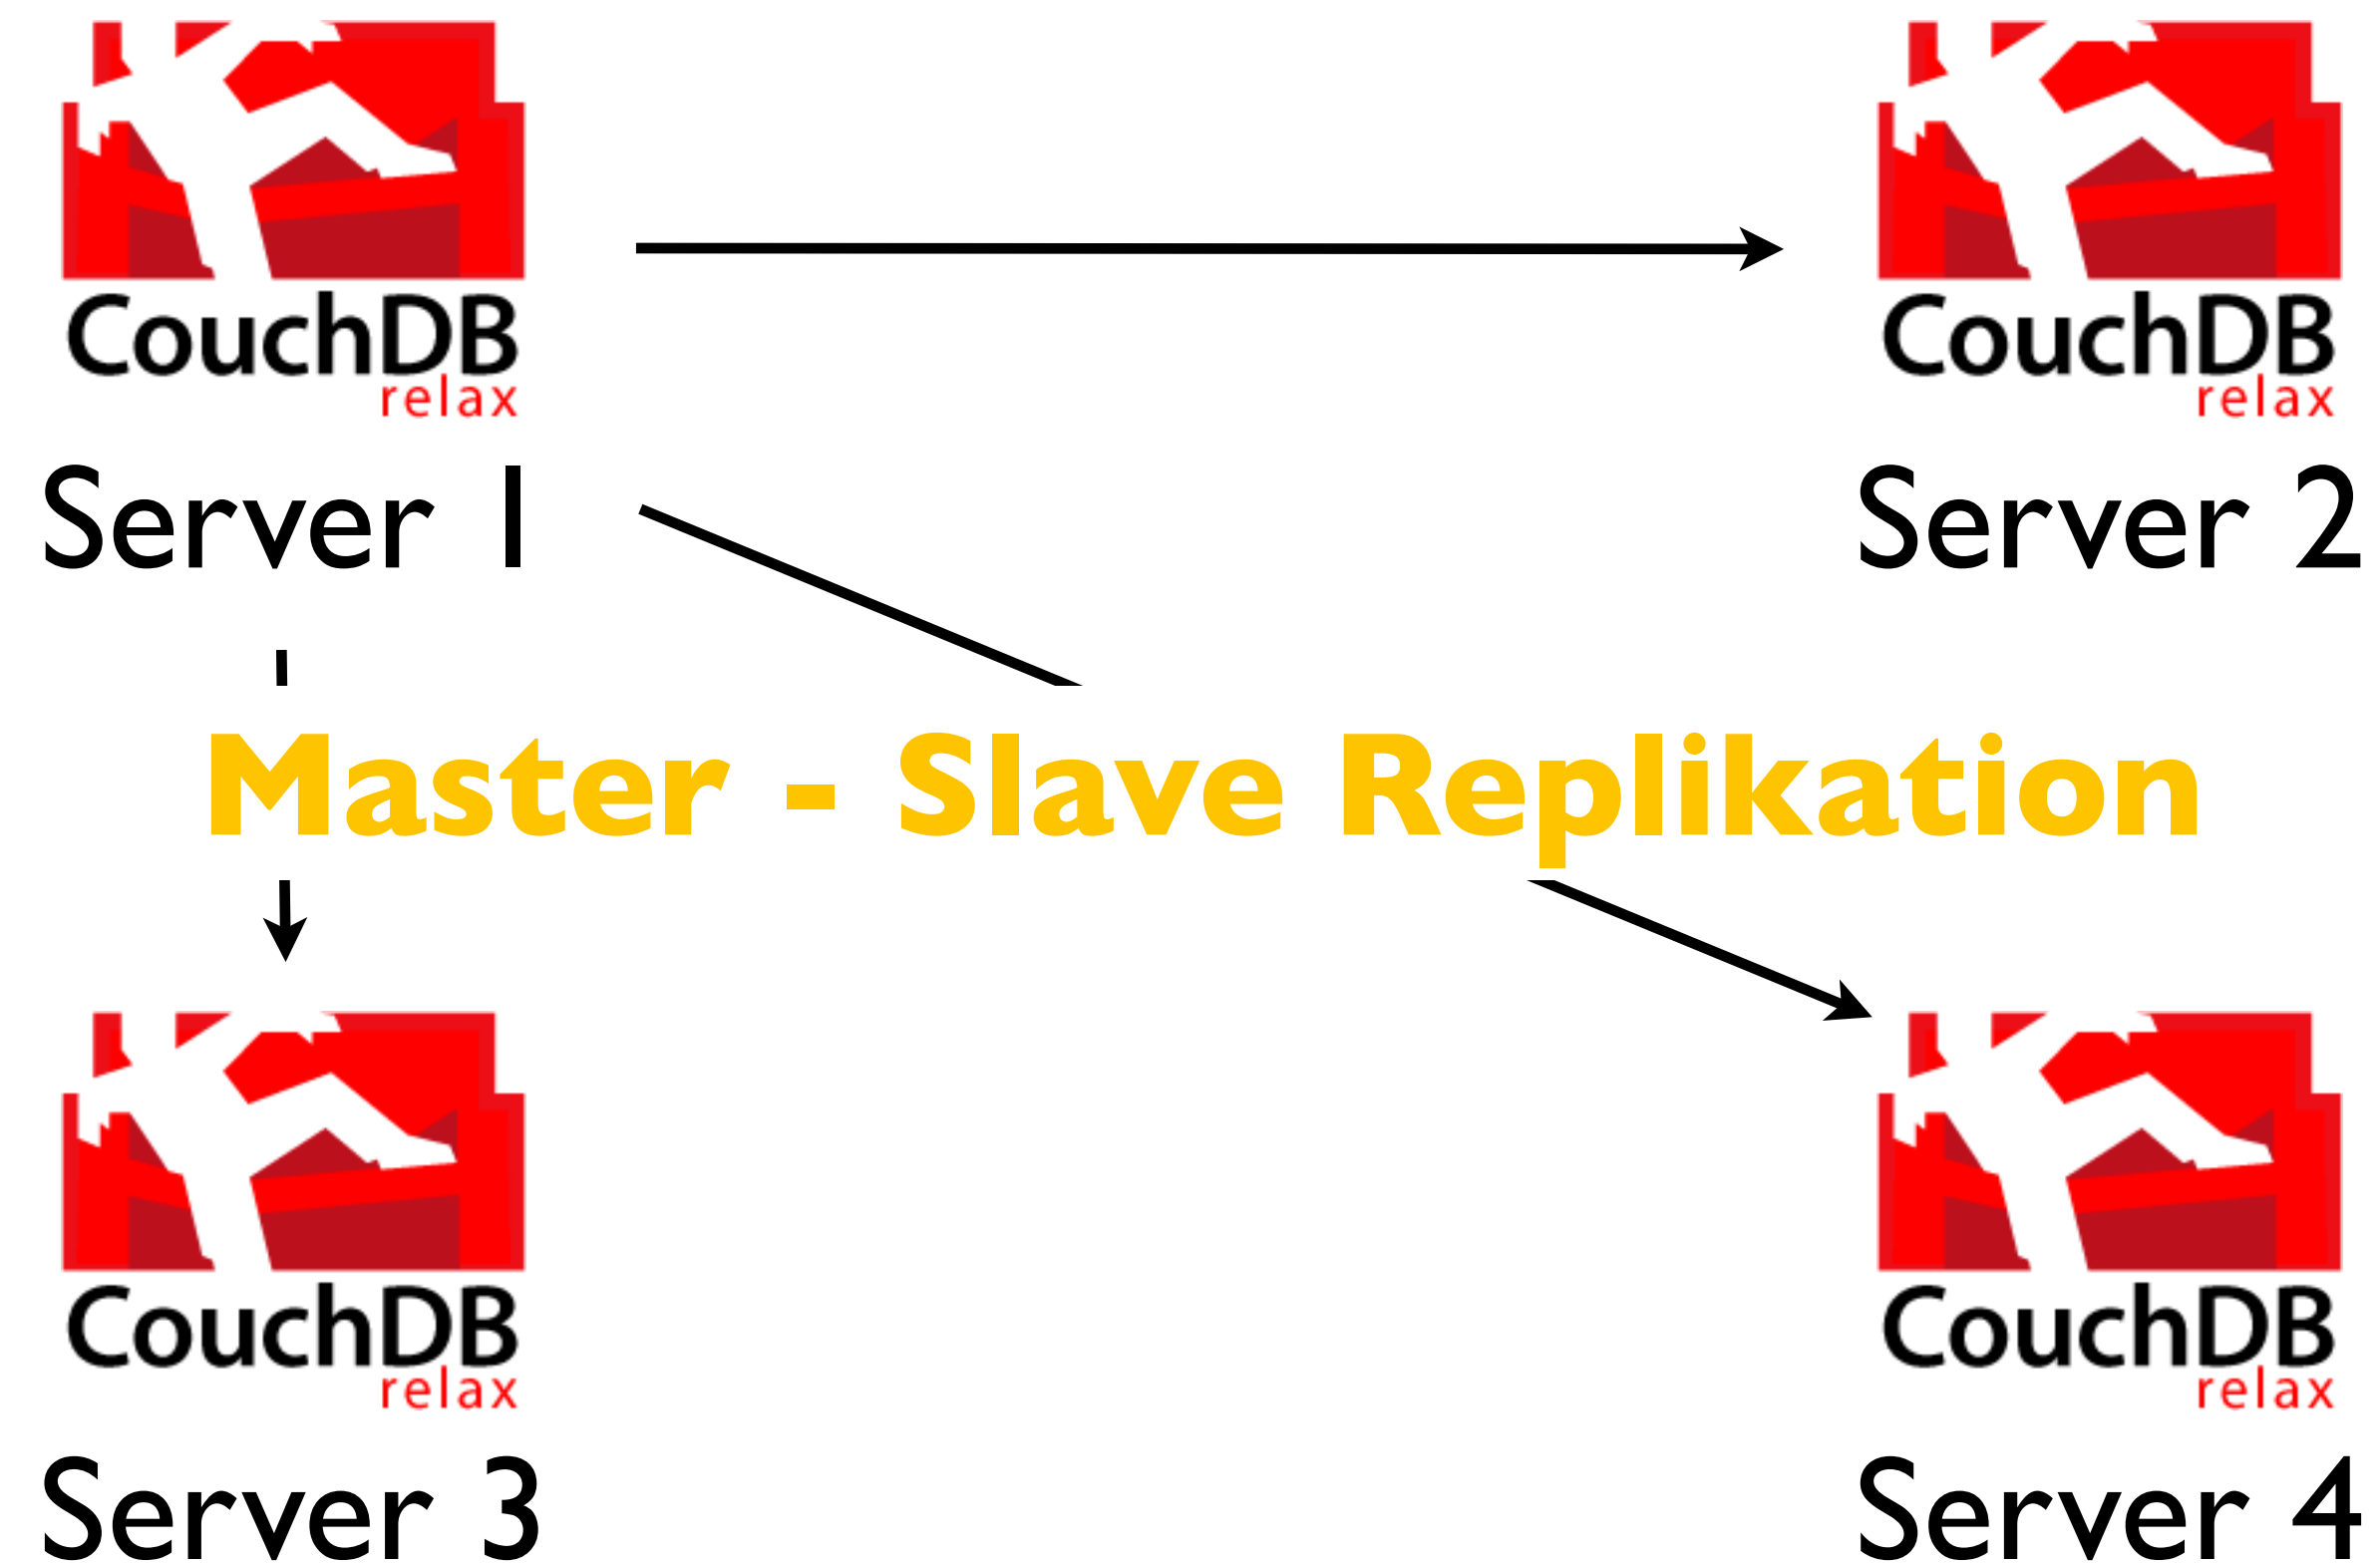 CouchDB
relax
Server 1
CouchDB
relax
Server 2
Master - Slave Replikation
CouchDB
relax
Server 3
CouchDB
relax
Server 4